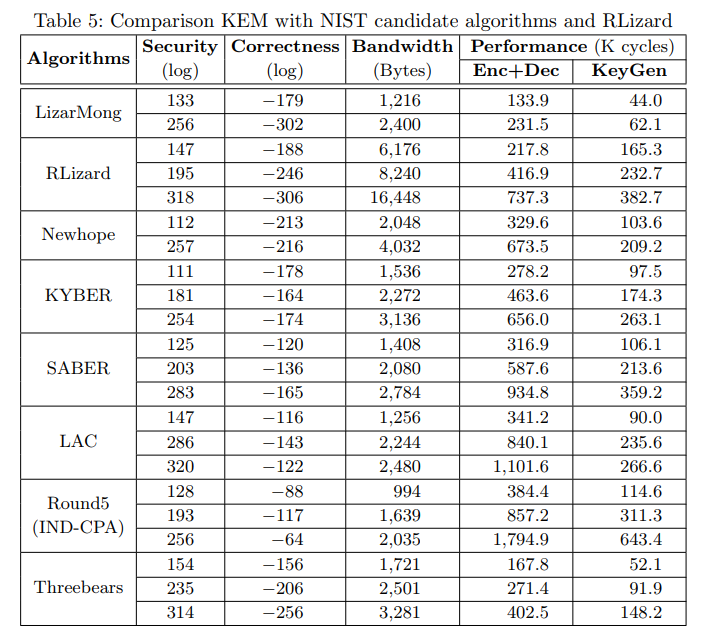 Table 5: Comparison KEM with NIST candidate algorithms and RLizard
Algorithms Security (log) Correctness (log) Bandwidth (Bytes) Performance (K cycles)
Enc+Dec KeyGen
LizarMong 133 −179 1,216 133.9 44.0
256 −302 2,400 231.5 62.1
RLizard 147 −188 6,176 217.8 165.3
195 −246 8,240 416.9 232.7
318 −306 16,448 737.3 382.7
Newhope 112 −213 2,048 329.6 103.6
257 −216 4,032 673.5 209.2
KYBER 111 −178 1,536 278.2 97.5
181 −164 2,272 463.6 174.3
254 −174 3,136 656.0 263.1
SABER 125 −120 1,408 316.9 106.1
203 −136 2,080 587.6 213.6
283 −165 2,784 934.8 359.2
LAC 147 −116 1,256 341.2 90.0
286 −143 2,244 840.1 235.6
320 −122 2,480 1,101.6 266.6
Round5 (IND-CPA) 128 −88 994 384.4 114.6
193 −117 1,639 857.2 311.3
256 −64 2,035 1,794.9 643.4
Threebears 154 −156 1,721 167.8 52.1
235 −206 2,501 271.4 91.9
314 −256 3,281 402.5 148.2